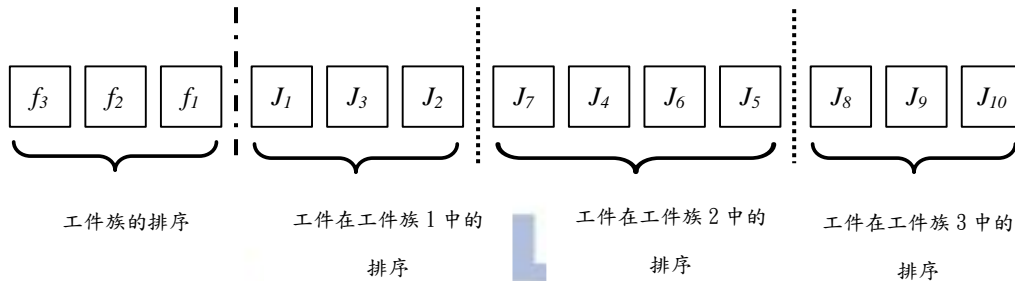 f3 f2 f1 J1 J3 J2 J7 J4 J6 J5 J8 J9 J10
工件族的排序
工件在工件族1中的
排序
工件在工件族2中的
排序
工件在工件族3中的
排序